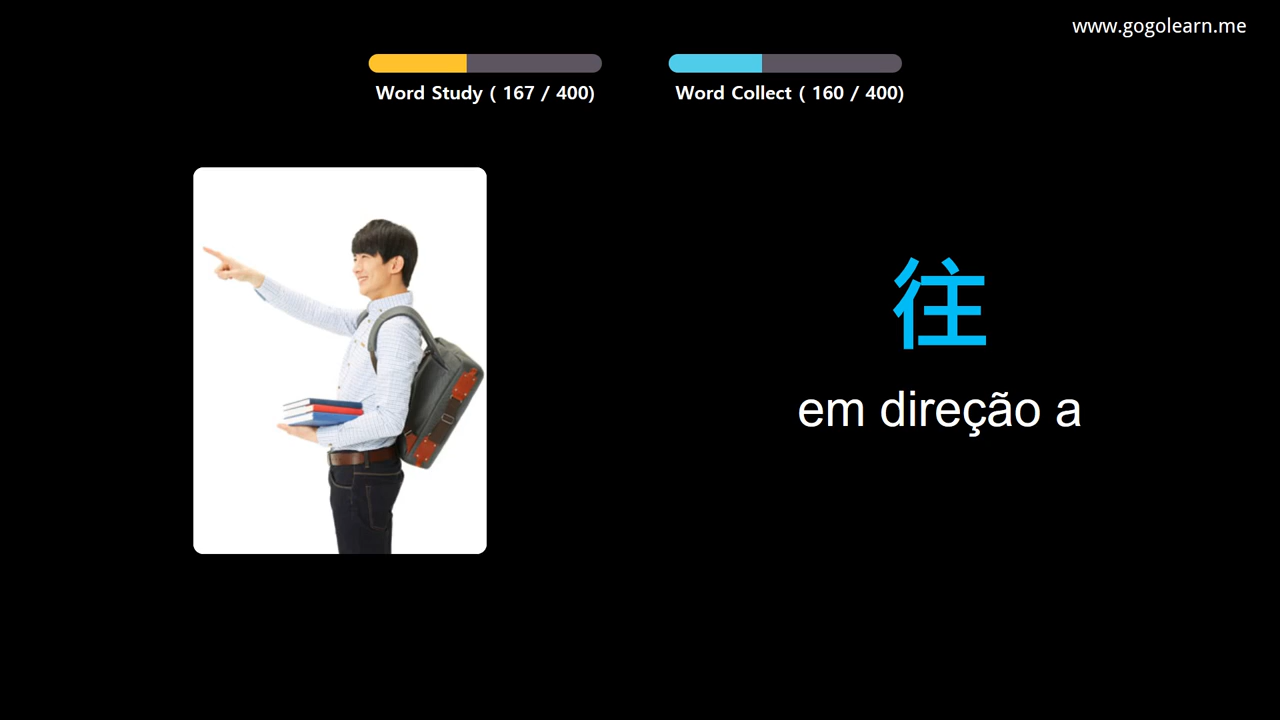 www.gogolearn.me
Word Study ( 167 / 400)
Word Collect ( 160 / 400)
往
em direção a